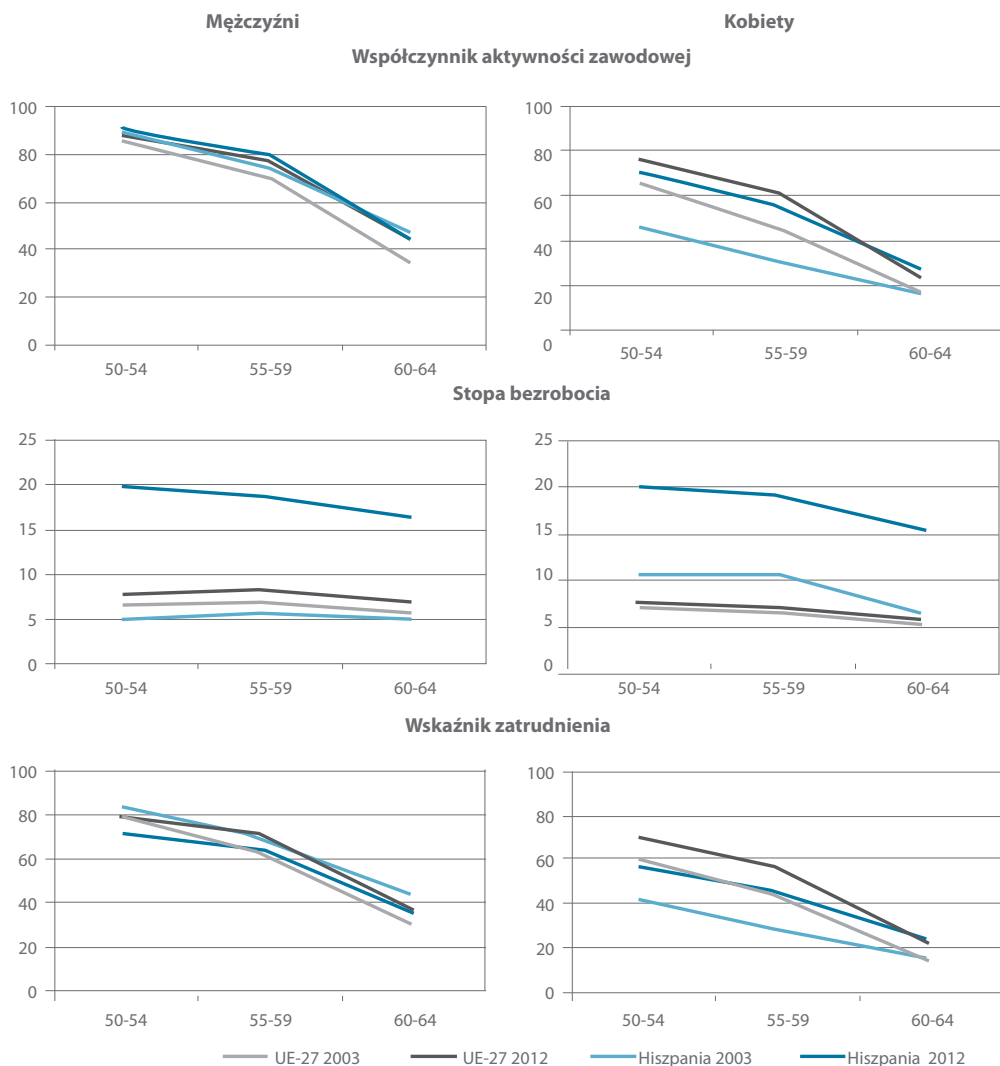 Mężczyźni Kobiety
Współczynnik aktywności zawodowej
100 100
80 80
60 60
40 40
20 20
0 0
50-54 55-59 60-64 50-54 55-59 60-64
Stopa bezrobocia
25 25
20 20
15 15
10 10
5 5
0 0
50-54 55-59 60-64 50-54 55-59 60-64
Wskaźnik zatrudnienia
100 100
80 80
60 60
40 40
20 20
0 0
50-54 55-59 60-64 50-54 55-59 60-64
UE-27 2003 UE-27 2012 Hiszpania 2003 Hiszpania 2012